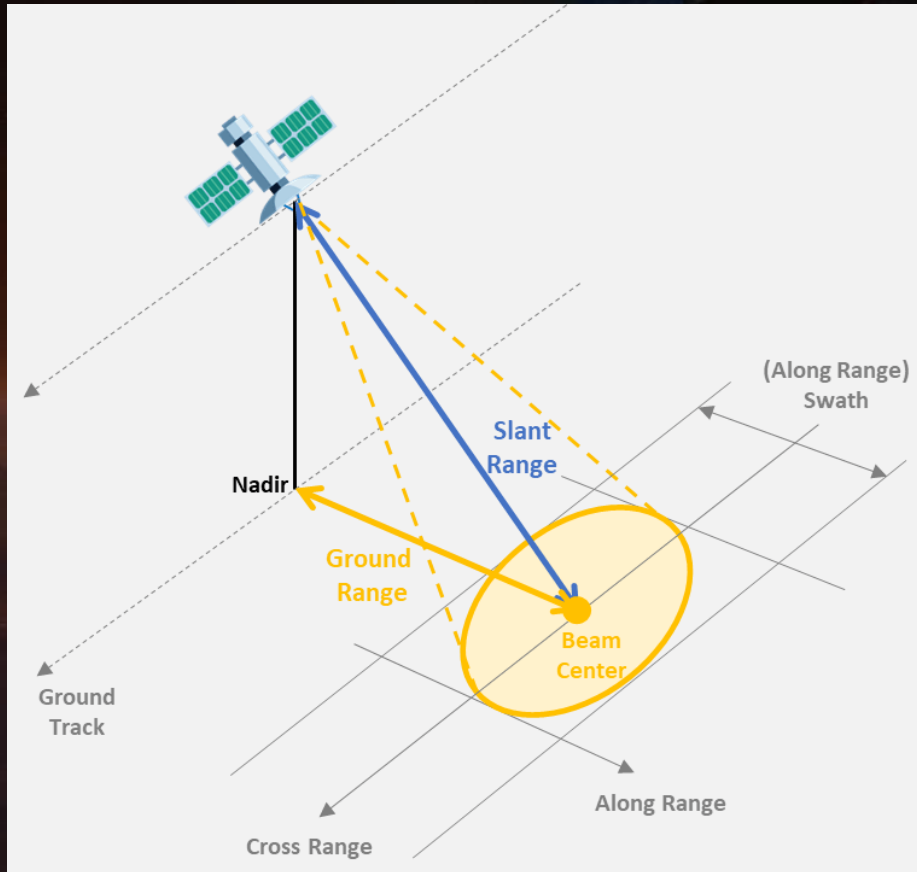 (Along Range)
Swath
Slant
Range
Nadir
Ground
Range
Beam
Center
Ground
Track
Along Range
Cross Range